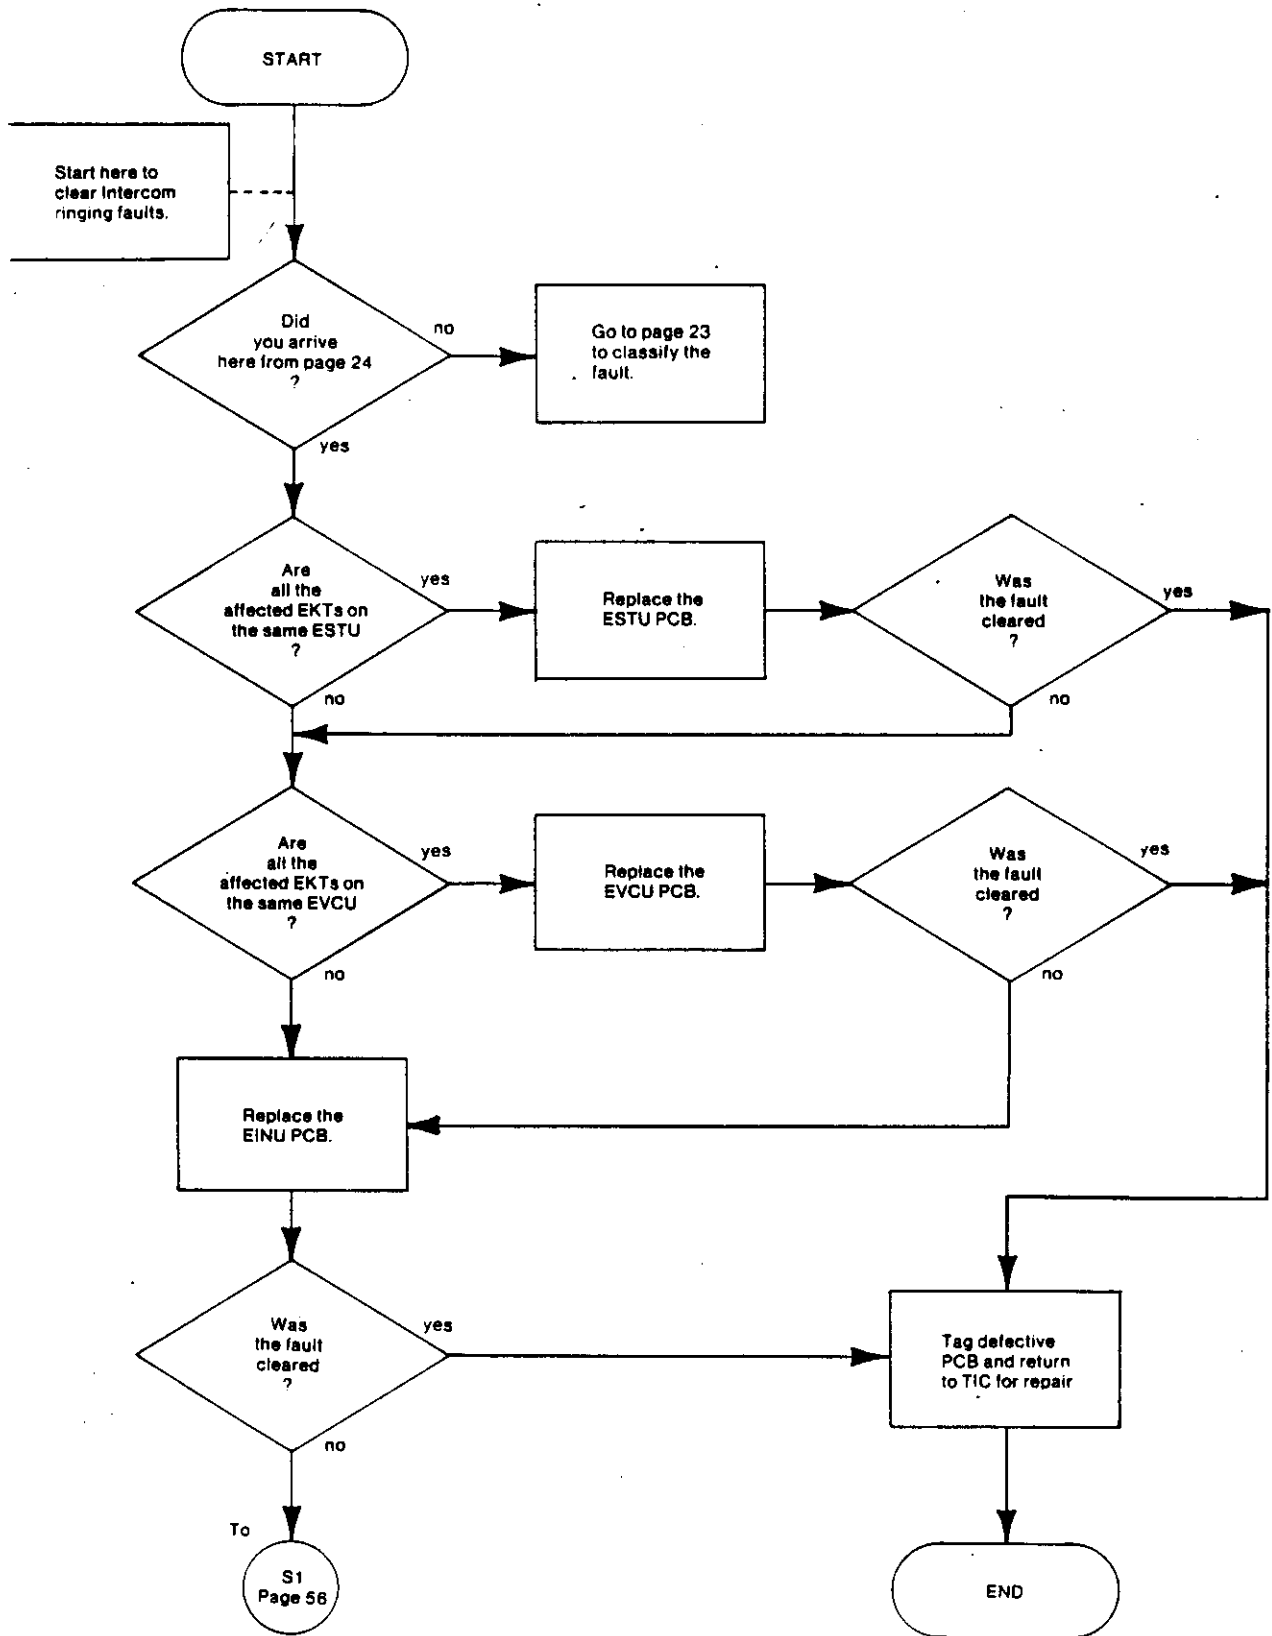 START
Start here to
clear Intercom
ringing faults.
Did
you arrive
here from page 24
?
no
Go to page 23
to classify the
fault.
yes
Are
all the
affected EKTs on
the same ESTU
?
yes
Replace the
ESTU PCB.
Was
the fault
cleared
?
yes
no
no
Are
all the
affected EKTs on
the same EVCU
?
yes
Replace the
EVCU PCB.
Was
the fault
cleared
?
yes
no
no
Replace the
EINU PCB.
Was
the fault
cleared
?
yes
Tag defective
PCB and return
to TIC for repair
no
To
S1
Page 56
END